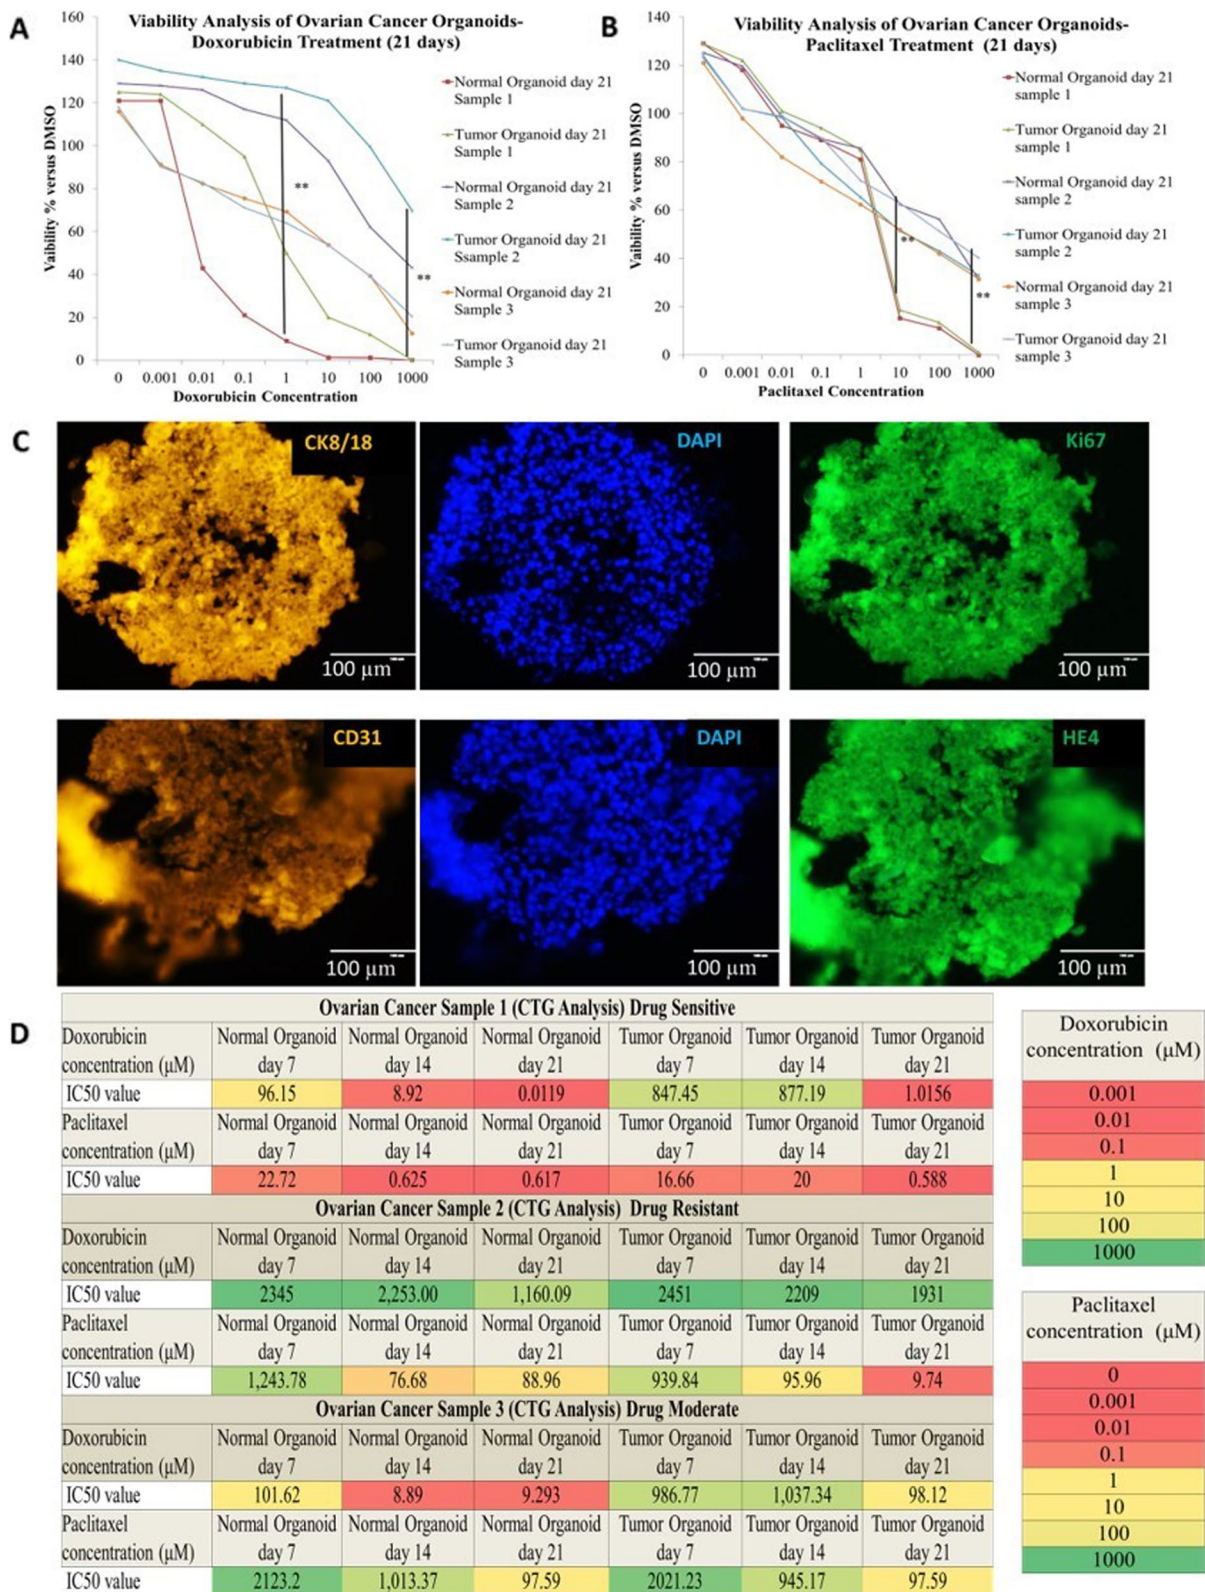 A
Viability Analysis of Ovarian Cancer Organoids-
Doxorubicin Treatment (21 days)
Vaibility % versus DMSO
160
140
120
100
80
60
40
20
0
0 0.001 0.01 0.1 1 10 100 1000
Doxorubicin Concentration
**
**
Normal Organoid day 21
Sample 1
Tumor Organoid day 21
Sample 1
Normal Organoid day 21
Sample 2
Tumor Organoid day 21
Ssample 2
Normal Organoid day 21
Sample 3
Tumor Organoid day 21
Ssample 3
B
Viability Analysis of Ovarian Cancer Organoids-
Paclitaxel Treatment (21 days)
Vaibility % versus DMSO
140
120
100
80
60
40
20
0
0 0.001 0.01 0.1 1 10 100 1000
Paclitaxel Concentration
**
**
Normal Organoid day 21
sample 1
Tumor Organoid day 21
sample 1
Normal Organoid day 21
sample 2
Tumor Organoid day 21
sample 2
Normal Organoid day 21
sample 3
Tumor Organoid day 21
sample 3
C
CK8/18
100 µm
DAPI
100 µm
Ki67
100 µm
CD31
100 µm
DAPI
100 µm
HE4
100 µm
D
Ovarian Cancer Sample 1 (CTG Analysis) Drug Sensitive
Doxorubicin Normal Organoid Normal Organoid Normal Organoid Tumor Organoid Tumor Organoid Tumor Organoid
concentration (µM) day 7 day 14 day 21 day 7 day 14 day 21
IC50 value 96.15 8.92 0.0119 847.45 877.19 1.0156
Paclitaxel Normal Organoid Normal Organoid Normal Organoid Tumor Organoid Tumor Organoid Tumor Organoid
concentration (µM) day 7 day 14 day 21 day 7 day 14 day 21
IC50 value 22.72 0.625 0.617 16.66 20 0.588
Ovarian Cancer Sample 2 (CTG Analysis) Drug Resistant
Doxorubicin Normal Organoid Normal Organoid Normal Organoid Tumor Organoid Tumor Organoid Tumor Organoid
concentration (µM) day 7 day 14 day 21 day 7 day 14 day 21
IC50 value 2345 2,253.00 1,160.09 2451 2209 1931
Paclitaxel Normal Organoid Normal Organoid Normal Organoid Tumor Organoid Tumor Organoid Tumor Organoid
concentration (µM) day 7 day 14 day 21 day 7 day 14 day 21
IC50 value 1,243.78 76.68 88.96 939.84 95.96 9.74
Ovarian Cancer Sample 3 (CTG Analysis) Drug Moderate
Doxorubicin Normal Organoid Normal Organoid Normal Organoid Tumor Organoid Tumor Organoid Tumor Organoid
concentration (µM) day 7 day 14 day 21 day 7 day 14 day 21
IC50 value 101.62 8.89 9.293 986.77 1,037.34 98.12
Paclitaxel Normal Organoid Normal Organoid Normal Organoid Tumor Organoid Tumor Organoid Tumor Organoid
concentration (µM) day 7 day 14 day 21 day 7 day 14 day 21
IC50 value 2123.2 1,013.37 97.59 2021.23 945.17 97.59
Doxorubicin
concentration (µM)
0.001
0.01
0.1
1
10
100
1000
Paclitaxel
concentration (µM)
0
0.001
0.01
0.1
1
10
100
1000